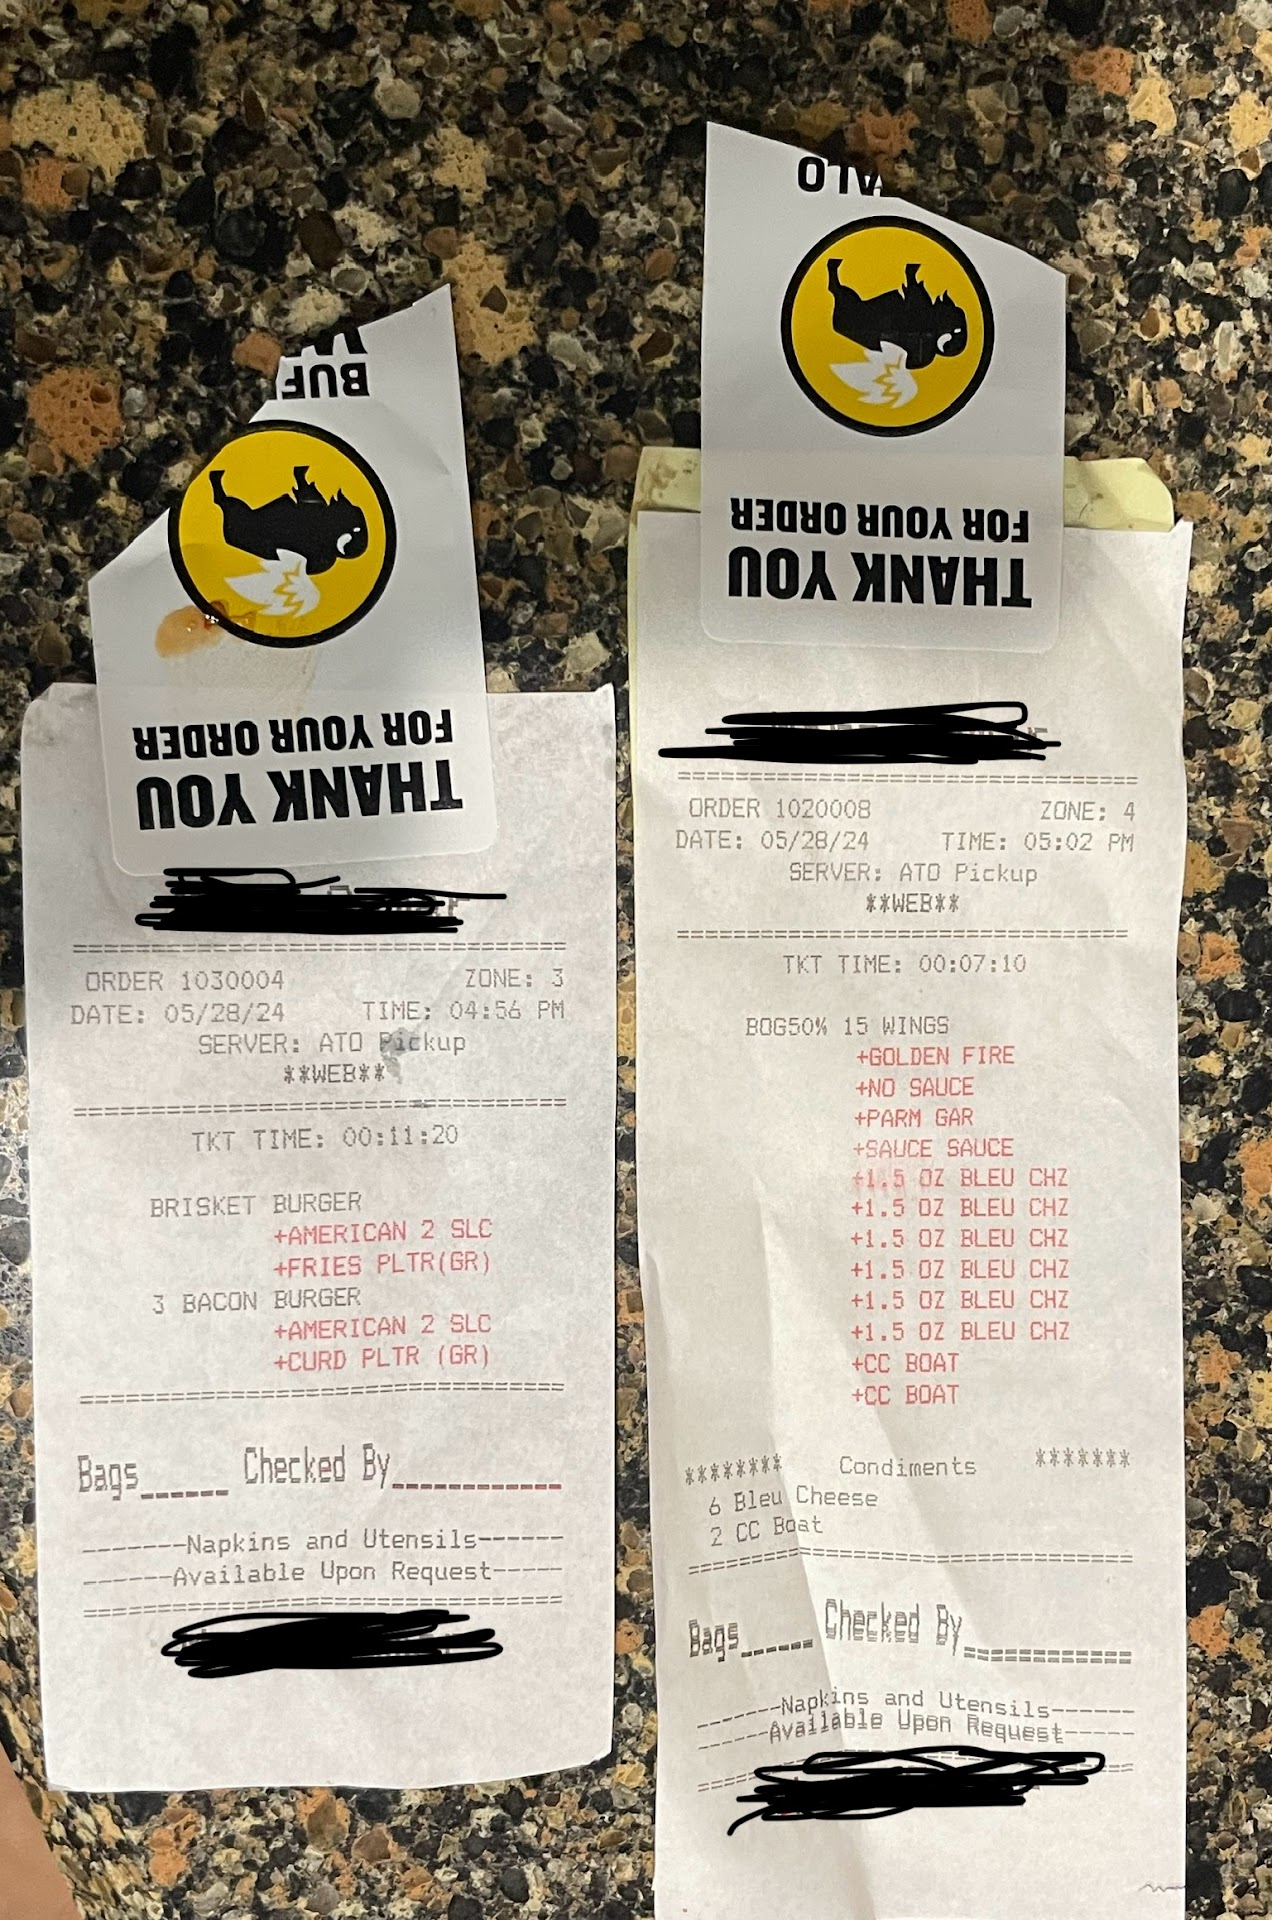 BUF
FOR YOUR ORDER
THANK YOU
ORDER 1030004 ZONE: 3
DATE: 05/28/24 TIME: 04:56 PM
SERVER: ATO Pickup
**WEB**
TKT TIME: 00:11:20
BRISKET BURGER
+AMERICAN 2 SLC
+FRIES PLTR(GR)
3 BACON BURGER
+AMERICAN 2 SLC
+CURD PLTR (GR)
Bags______ Checked By____________
-------Napkins and Utensils------
------Available Upon Request-----
ALO
FOR YOUR ORDER
THANK YOU
ORDER 1020008 ZONE: 4
DATE: 05/28/24 TIME: 05:02 PM
SERVER: ATO Pickup
**WEB**
TKT TIME: 00:07:10
BOG50% 15 WINGS
+GOLDEN FIRE
+NO SAUCE
+PARM GAR
+SAUCE SAUCE
+1.5 OZ BLEU CHZ
+1.5 OZ BLEU CHZ
+1.5 OZ BLEU CHZ
+1.5 OZ BLEU CHZ
+1.5 OZ BLEU CHZ
+1.5 OZ BLEU CHZ
+CC BOAT
+CC BOAT
******** Condiments *******
6 Bleu Cheese
2 CC Boat
Bags______ Checked By____________
------Napkins and Utensils------
-----Available Upon Request-----